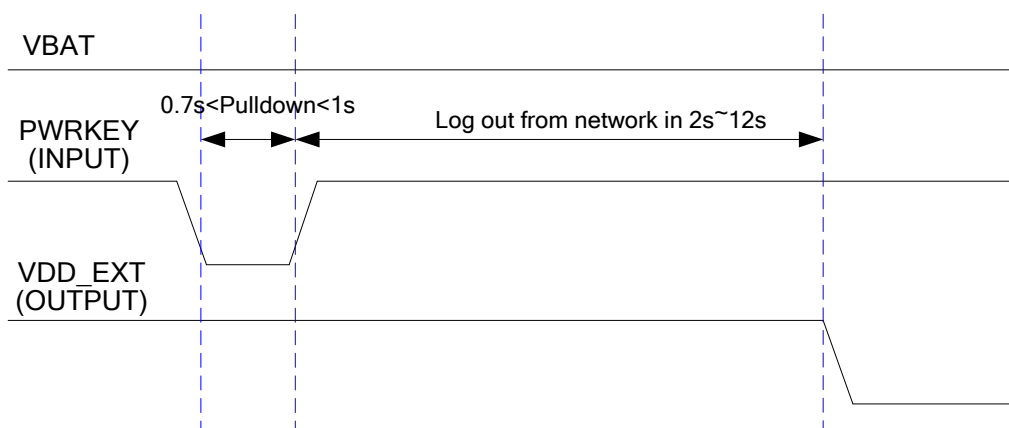 VBAT
0.7s<Pulldown<1s
Log out from network in 2s~12s
PWRKEY
(INPUT)
VDD_EXT
(OUTPUT)